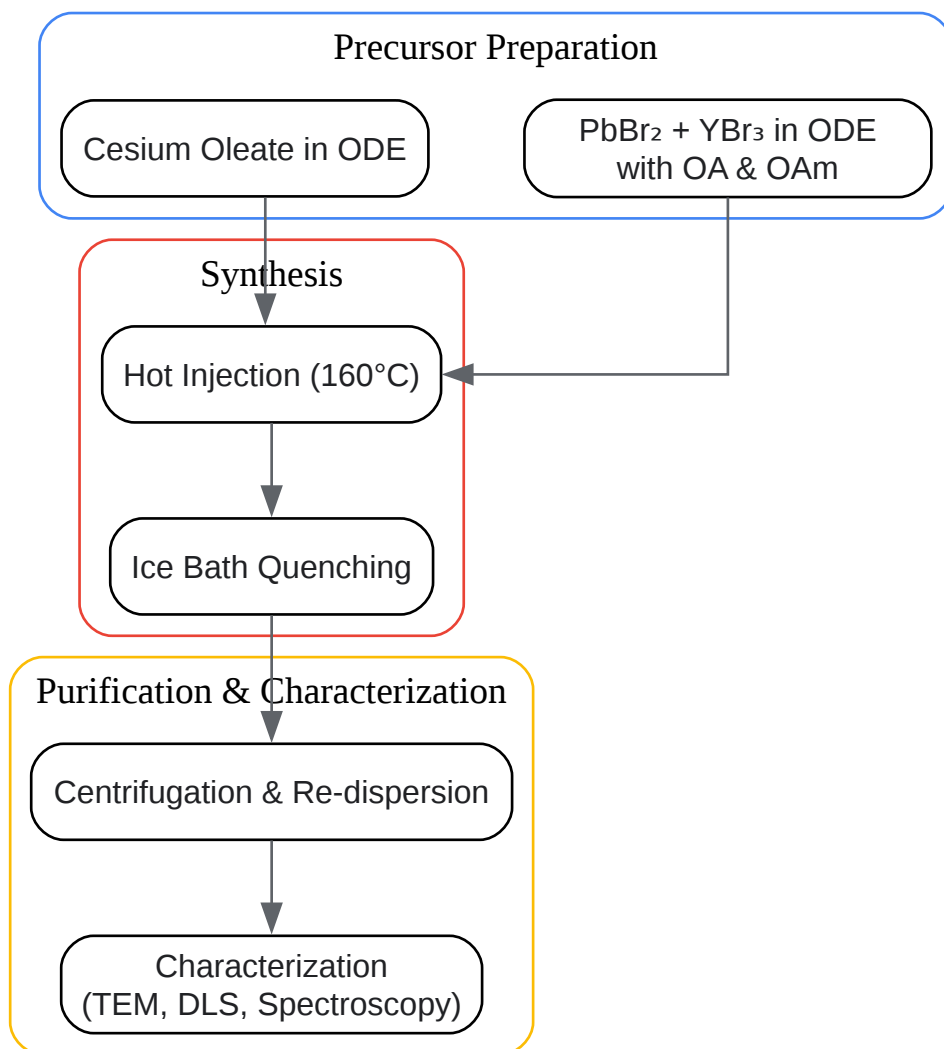 Precursor Preparation
Cesium Oleate in ODE
PbBr₂ + YBr₃ in ODE
with OA & OAm
Synthesis
Hot Injection (160°C)
Ice Bath Quenching
Purification & Characterization
Centrifugation & Re-dispersion
Characterization
(TEM, DLS, Spectroscopy)